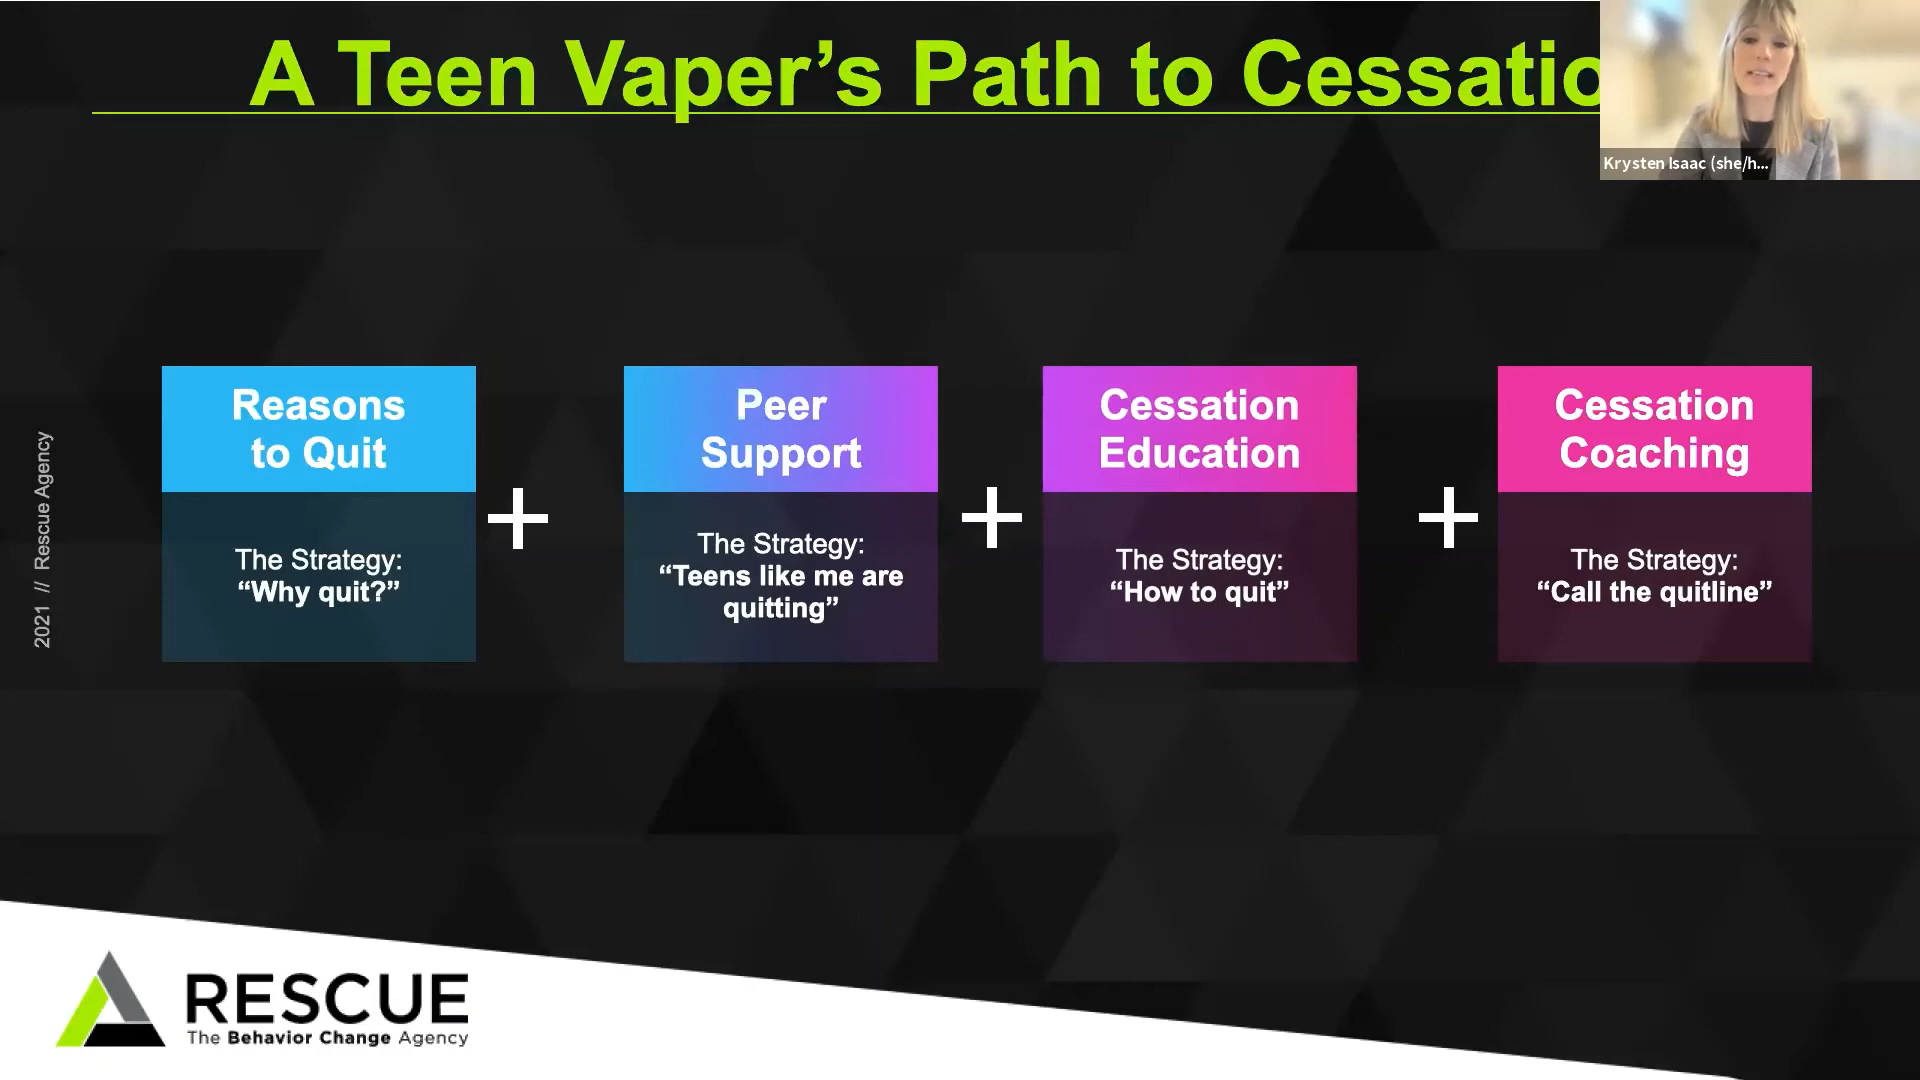 A Teen Vaper’s Path to Cessatio
Krysten Isaac (she/h...
Reasons
to Quit
The Strategy:
“Why quit?”
+
Peer
Support
The Strategy:
“Teens like me are
quitting”
+
Cessation
Education
The Strategy:
“How to quit”
+
Cessation
Coaching
The Strategy:
“Call the quitline”
2021 // Rescue Agency
RESCUE
The Behavior Change Agency